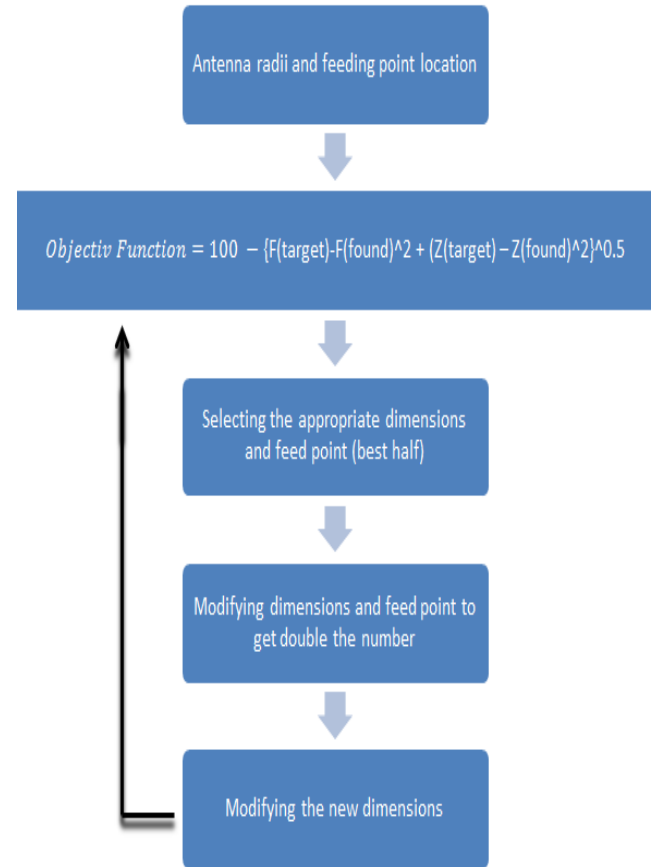 Antenna radii and feeding point location
Objectiv Function = 100 − {F(target)-F(found)^2 + (Z(target) – Z(found)^2}^0.5
Selecting the appropriate dimensions
and feed point (best half)
Modifying dimensions and feed point to
get double the number
Modifying the new dimensions